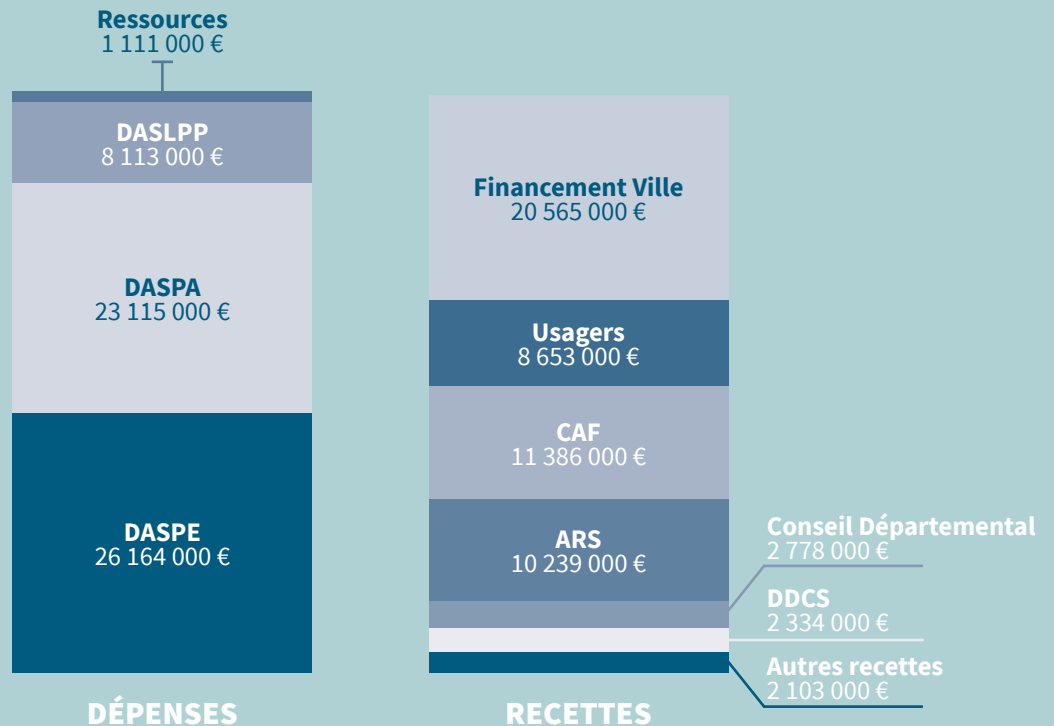 Ressources
1 111 000 €
DASLPP
8 113 000 €
DASPA
23 115 000 €
DASPE
26 164 000 €
DÉPENSES
Financement Ville
20 565 000 €
Usagers
8 653 000 €
CAF
11 386 000 €
ARS
10 239 000 €
Conseil Départemental
2 778 000 €
DDCS
2 334 000 €
Autres recettes
2 103 000 €
RECETTES